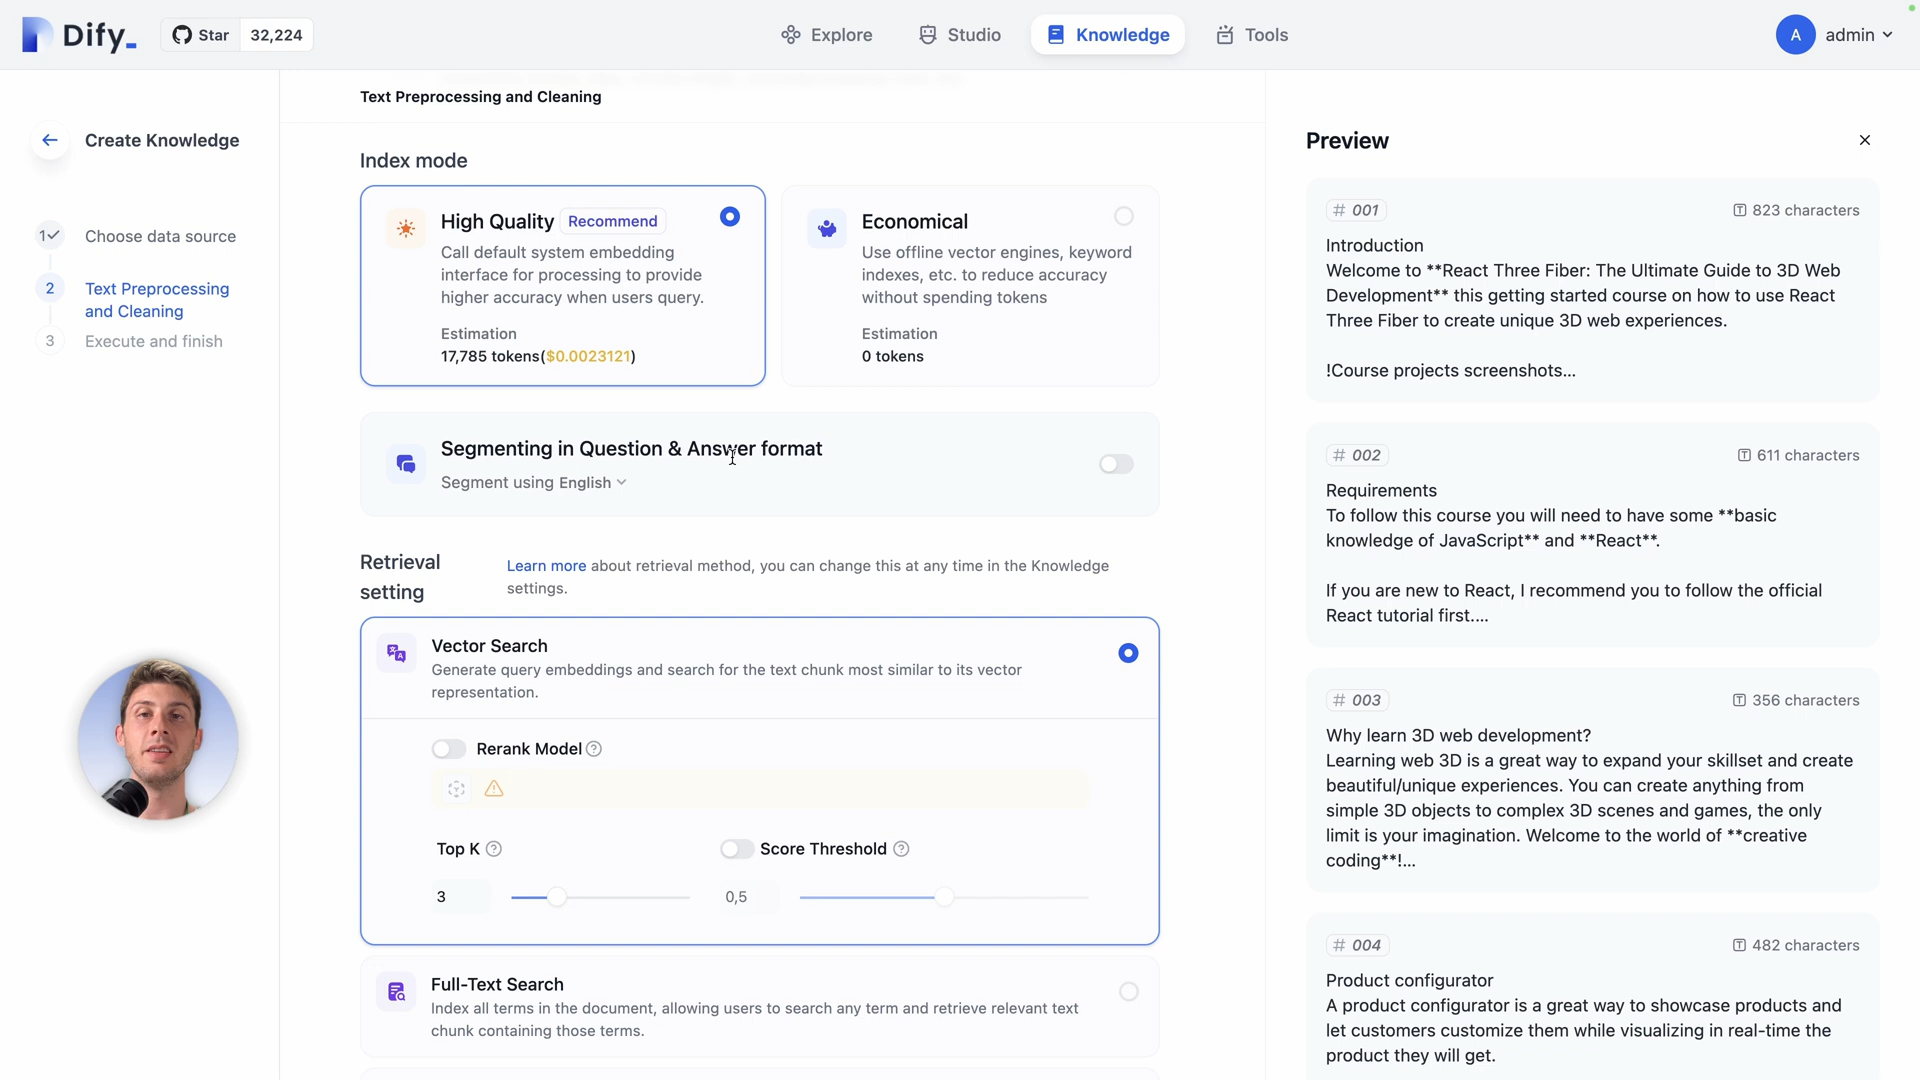 Dify_
Star 32,224
Explore
Studio
Knowledge
Tools
A admin
Create Knowledge
1 Choose data source
2 Text Preprocessing
and Cleaning
3 Execute and finish
Text Preprocessing and Cleaning
Index mode
High Quality Recommend
Call default system embedding
interface for processing to provide
higher accuracy when users query.
Estimation
17,785 tokens($0.0023121)
Economical
Use offline vector engines, keyword
indexes, etc. to reduce accuracy
without spending tokens
Estimation
0 tokens
Segmenting in Question & Answer format
Segment using English
Retrieval
setting
Learn more about retrieval method, you can change this at any time in the Knowledge
settings.
Vector Search
Generate query embeddings and search for the text chunk most similar to its vector
representation.
Rerank Model
Top K
Score Threshold
3
0,5
Full-Text Search
Index all terms in the document, allowing users to search any term and retrieve relevant text
chunk containing those terms.
Preview
# 001 823 characters
Introduction
Welcome to **React Three Fiber: The Ultimate Guide to 3D Web
Development** this getting started course on how to use React
Three Fiber to create unique 3D web experiences.
!Course projects screenshots...
# 002 611 characters
Requirements
To follow this course you will need to have some **basic
knowledge of JavaScript** and **React**.
If you are new to React, I recommend you to follow the official
React tutorial first....
# 003 356 characters
Why learn 3D web development?
Learning web 3D is a great way to expand your skillset and create
beautiful/unique experiences. You can create anything from
simple 3D objects to complex 3D scenes and games, the only
limit is your imagination. Welcome to the world of **creative
coding**!...
# 004 482 characters
Product configurator
A product configurator is a great way to showcase products and
let customers customize them while visualizing in real-time the
product they will get.